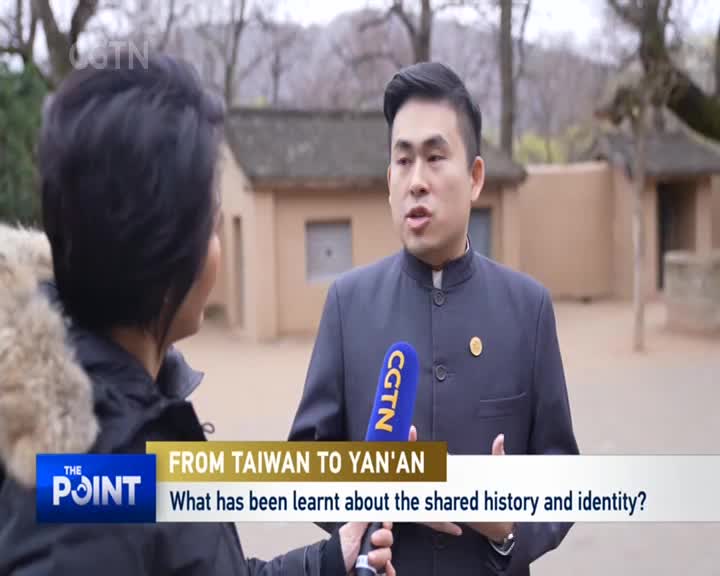 CGTN
CGTN
FROM TAIWAN TO YAN'AN
THE
POINT
What has been learnt about the shared history and identity?